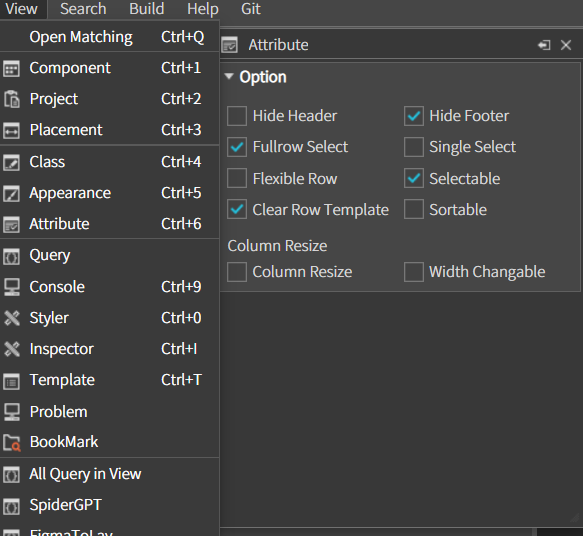 View Search Build Help Git
Open Matching Ctrl+Q
Component Ctrl+1
Project Ctrl+2
Placement Ctrl+3
Class Ctrl+4
Appearance Ctrl+5
Attribute Ctrl+6
Query
Console Ctrl+9
Styler Ctrl+0
Inspector Ctrl+I
Template Ctrl+T
Problem
BookMark
All Query in View
SpiderGPT
FigmaToLay
Attribute
Option
Hide Header Hide Footer
Fullrow Select Single Select
Flexible Row Selectable
Clear Row Template Sortable
Column Resize
Column Resize Width Changable